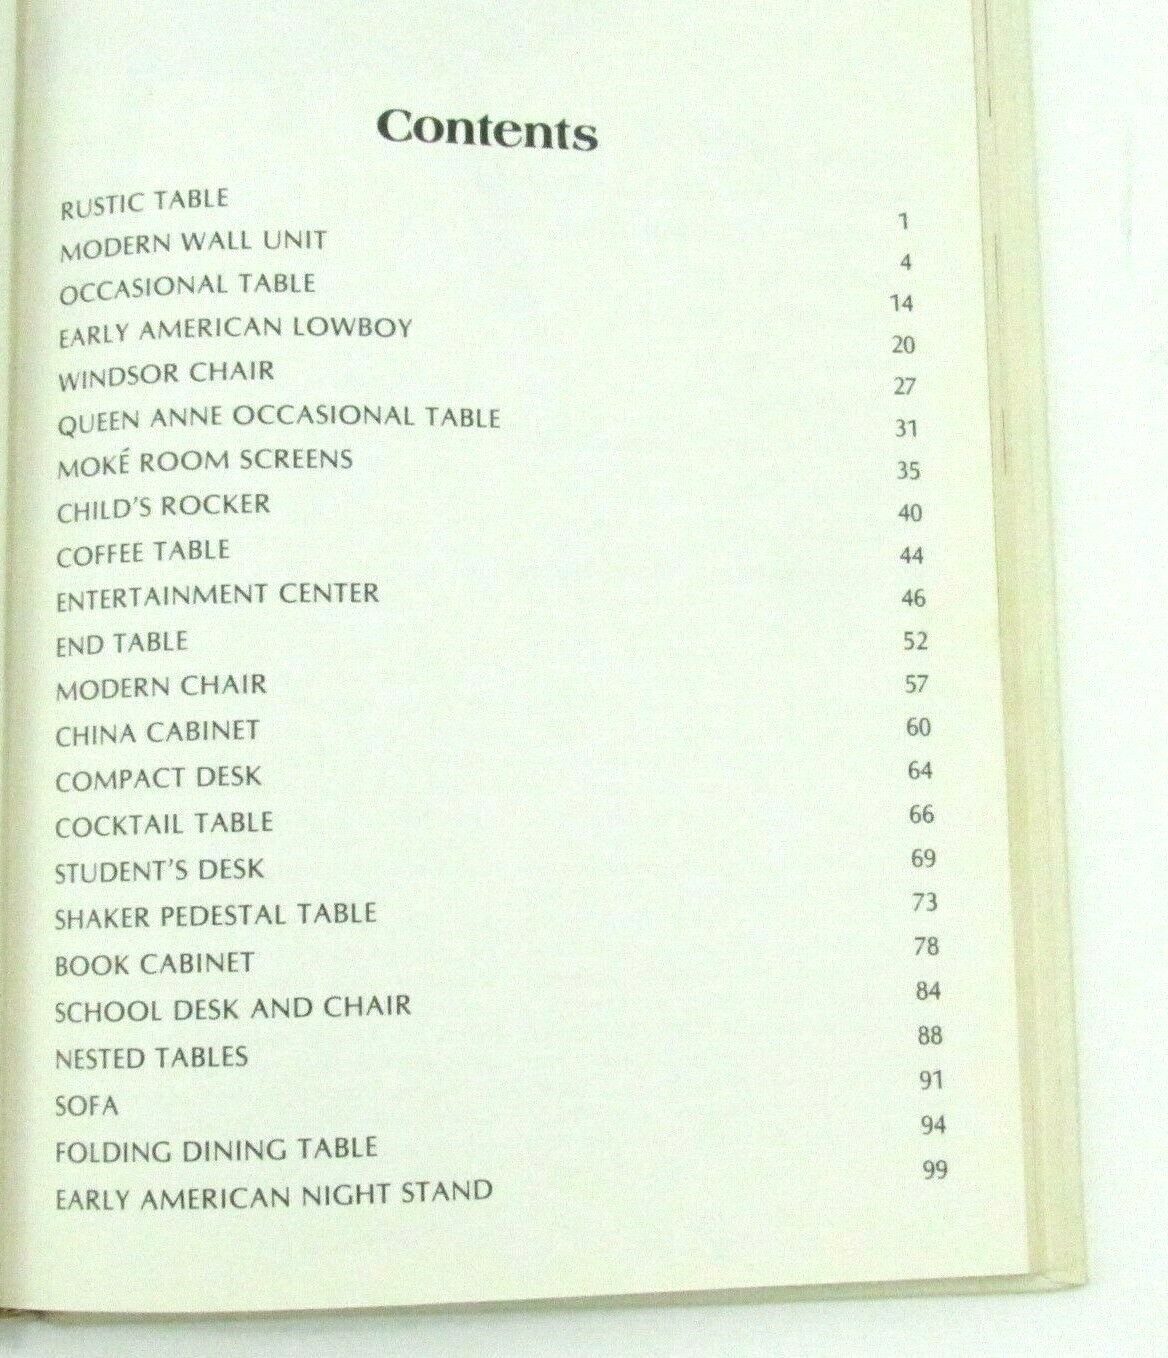 Contents
RUSTIC TABLE 1
MODERN WALL UNIT 4
OCCASIONAL TABLE 14
EARLY AMERICAN LOWBOY 20
WINDSOR CHAIR 27
QUEEN ANNE OCCASIONAL TABLE 31
MOKÉ ROOM SCREENS 35
CHILD'S ROCKER 40
COFFEE TABLE 44
ENTERTAINMENT CENTER 46
END TABLE 52
MODERN CHAIR 57
CHINA CABINET 60
COMPACT DESK 64
COCKTAIL TABLE 66
STUDENT'S DESK 69
SHAKER PEDESTAL TABLE 73
BOOK CABINET 78
SCHOOL DESK AND CHAIR 84
NESTED TABLES 88
SOFA 91
FOLDING DINING TABLE 94
EARLY AMERICAN NIGHT STAND 99